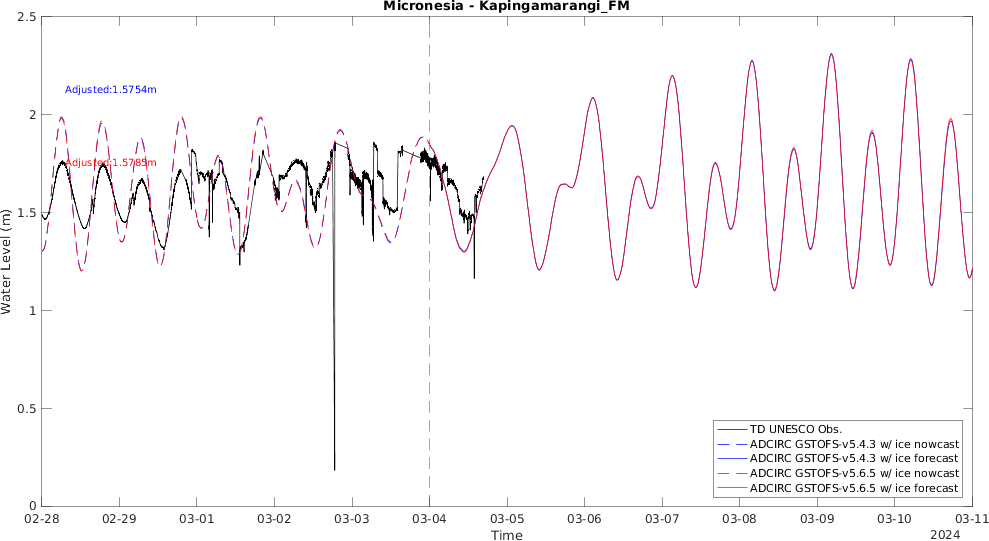 Micronesia - Kapingamarangi_FM
2.5
2
1.5
1
0.5
0
Water Level (m)
Adjusted:1.5754m
Adjusted:1.5785m
TD UNESCO Obs.
ADCIRC GSTOFS-v5.4.3 w/ ice nowcast
ADCIRC GSTOFS-v5.4.3 w/ ice forecast
ADCIRC GSTOFS-v5.6.5 w/ ice nowcast
ADCIRC GSTOFS-v5.6.5 w/ ice forecast
02-28 02-29 03-01 03-02 03-03 03-04 03-05 03-06 03-07 03-08 03-09 03-10 03-11
Time
2024